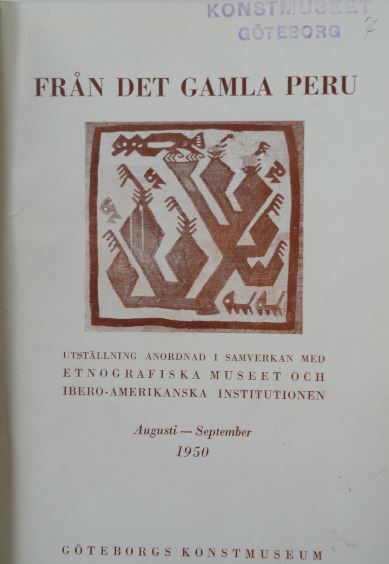 KONSTMUSEET
GÖTEBORG 7
FRÅN DET GAMLA PERU
UTSTÄLLNING ANORDNAD I SAMVERKAN MED
ETNOGRAFISKA MUSEET OCH
IBERO-AMERIKANSKA INSTITUTIONEN
Augusti — September
1950
GÖTEBORGS KONSTMUSEUM